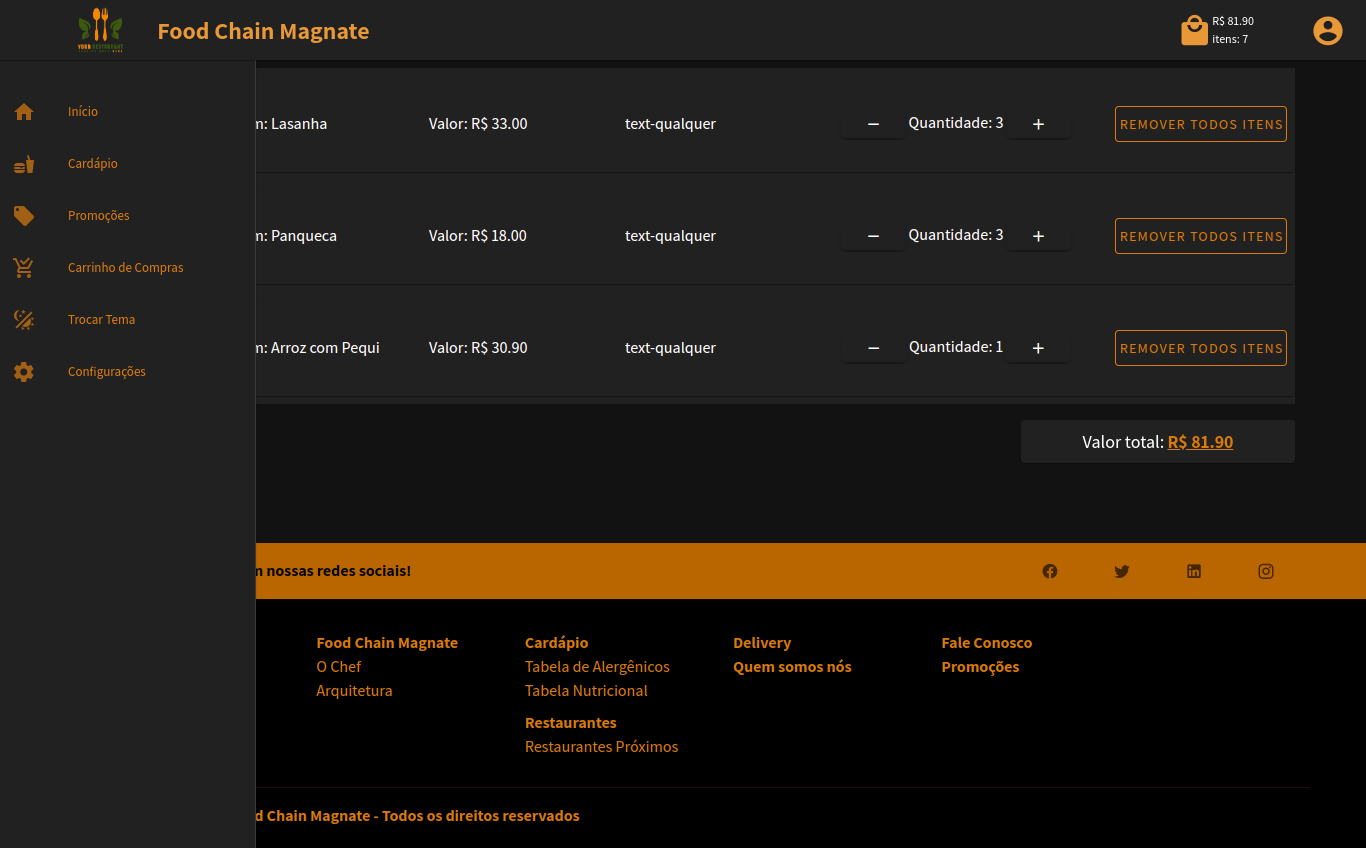 Food Chain Magnate
R$ 81.90
itens: 7
Início
Cardápio
Promoções
Carrinho de Compras
Trocar Tema
Configurações
m: Lasanha Valor: R$ 33.00 text-qualquer − Quantidade: 3 + REMOVER TODOS ITENS
m: Panqueca Valor: R$ 18.00 text-qualquer − Quantidade: 3 + REMOVER TODOS ITENS
m: Arroz com Pequi Valor: R$ 30.90 text-qualquer − Quantidade: 1 + REMOVER TODOS ITENS
Valor total: R$ 81.90
m nossas redes sociais!
Food Chain Magnate
O Chef
Arquitetura
Cardápio
Tabela de Alergênicos
Tabela Nutricional
Restaurantes
Restaurantes Próximos
Delivery
Quem somos nós
Fale Conosco
Promoções
d Chain Magnate - Todos os direitos reservados